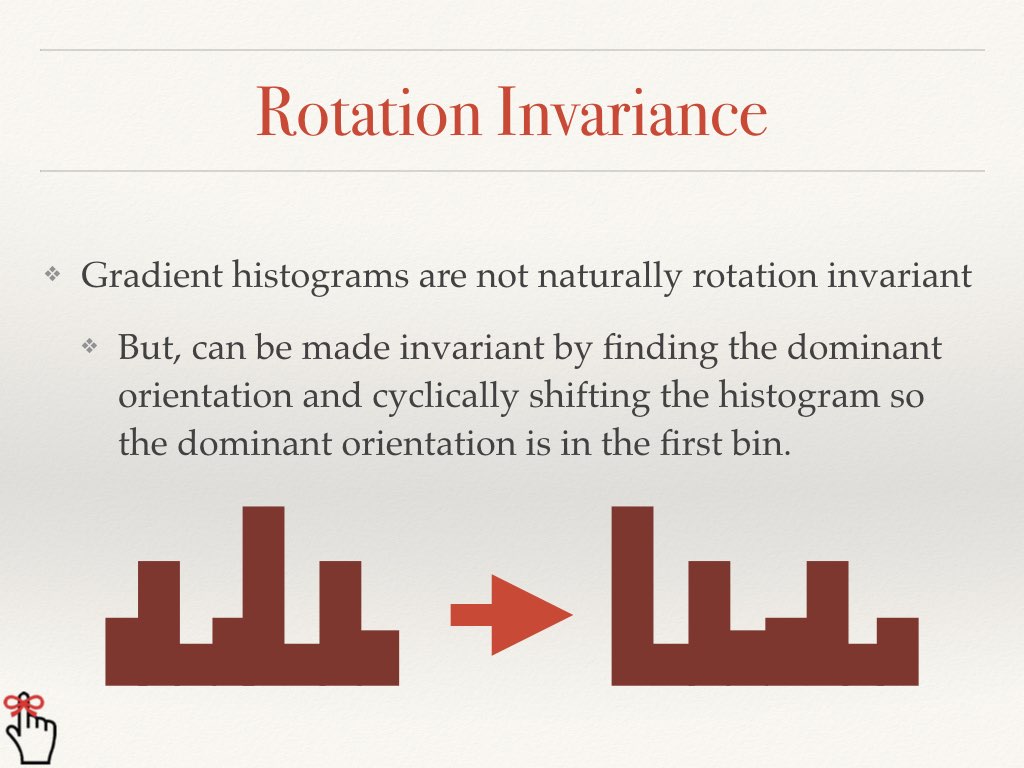 Rotation Invariance
❖ Gradient histograms are not naturally rotation invariant
❖ But, can be made invariant by finding the dominant
orientation and cyclically shifting the histogram so
the dominant orientation is in the first bin.